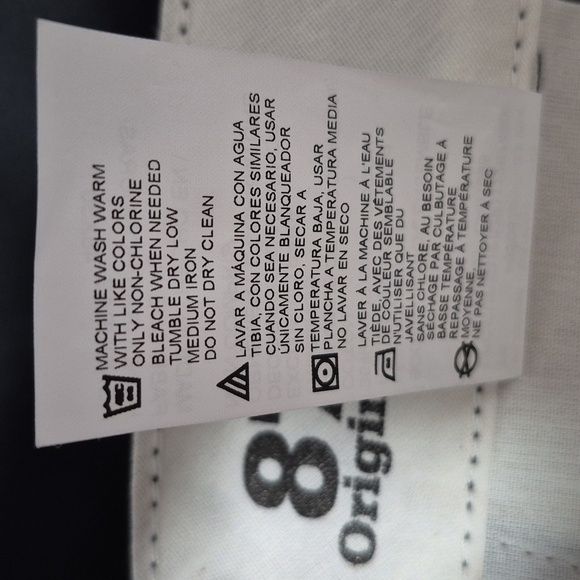 MACHINE WASH WARM
WITH LIKE COLORS
ONLY NON-CHLORINE
BLEACH WHEN NEEDED
TUMBLE DRY LOW
MEDIUM IRON
DO NOT DRY CLEAN
LAVAR A MÁQUINA CON AGUA
TIBIA, CON COLORES SIMILARES
CUANDO SEA NECESARIO, USAR
ÚNICAMENTE BLANQUEADOR
SIN CLORO, SECAR A
TEMPERATURA BAJA, USAR
PLANCHA A TEMPERATURA MEDIA
NO LAVAR EN SECO
LAVER À LA MACHINE À L'EAU
TIÈDE, AVEC DES VÊTEMENTS
DE COULEUR SEMBLABLE
N'UTILISER QUE DU
JAVELLISANT
SANS CHLORE, AU BESOIN
SÉCHAGE PAR CULBUTAGE À
BASSE TEMPÉRATURE
REPASSAGE À TEMPÉRATURE
MOYENNE,
NE PAS NETTOYER À SEC
8
Origin